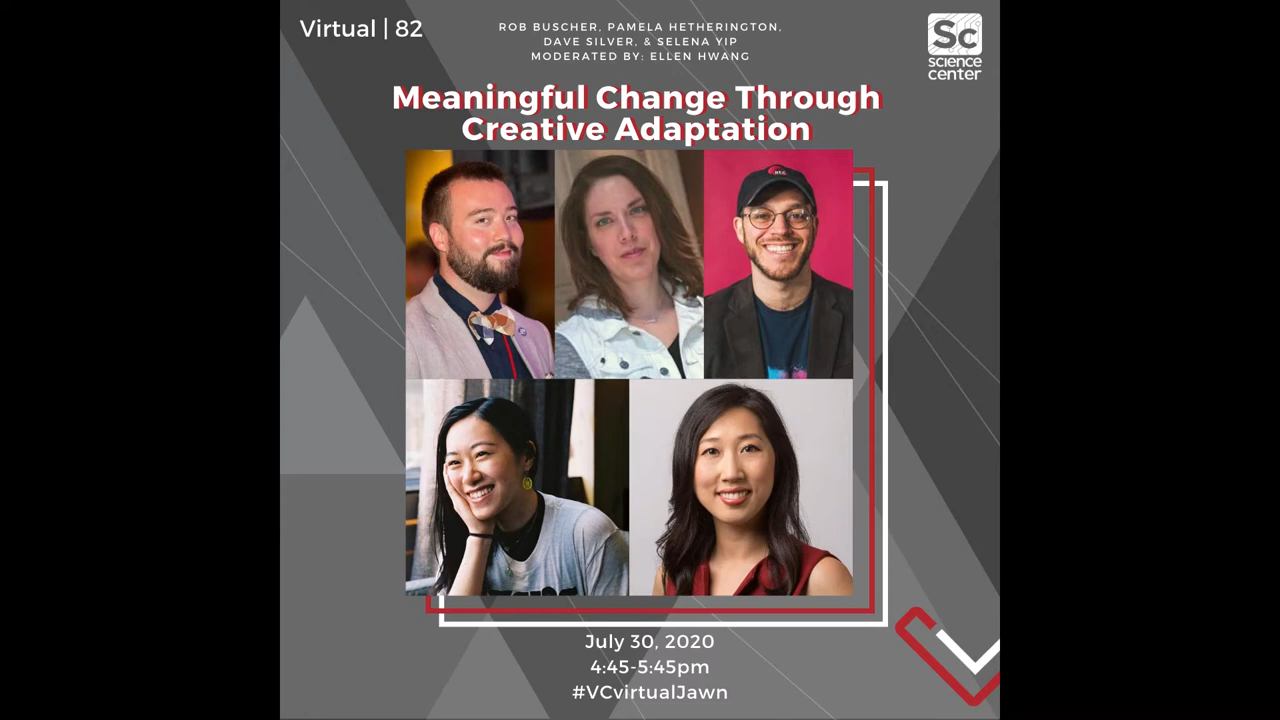 Virtual | 82
ROB BUSCHER, PAMELA HETHERINGTON,
DAVE SILVER, & SELENA YIP
MODERATED BY: ELLEN HWANG
Sc
science
center
Meaningful Change Through
Creative Adaptation
July 30, 2020
4:45-5:45pm
#VCvirtualJawn